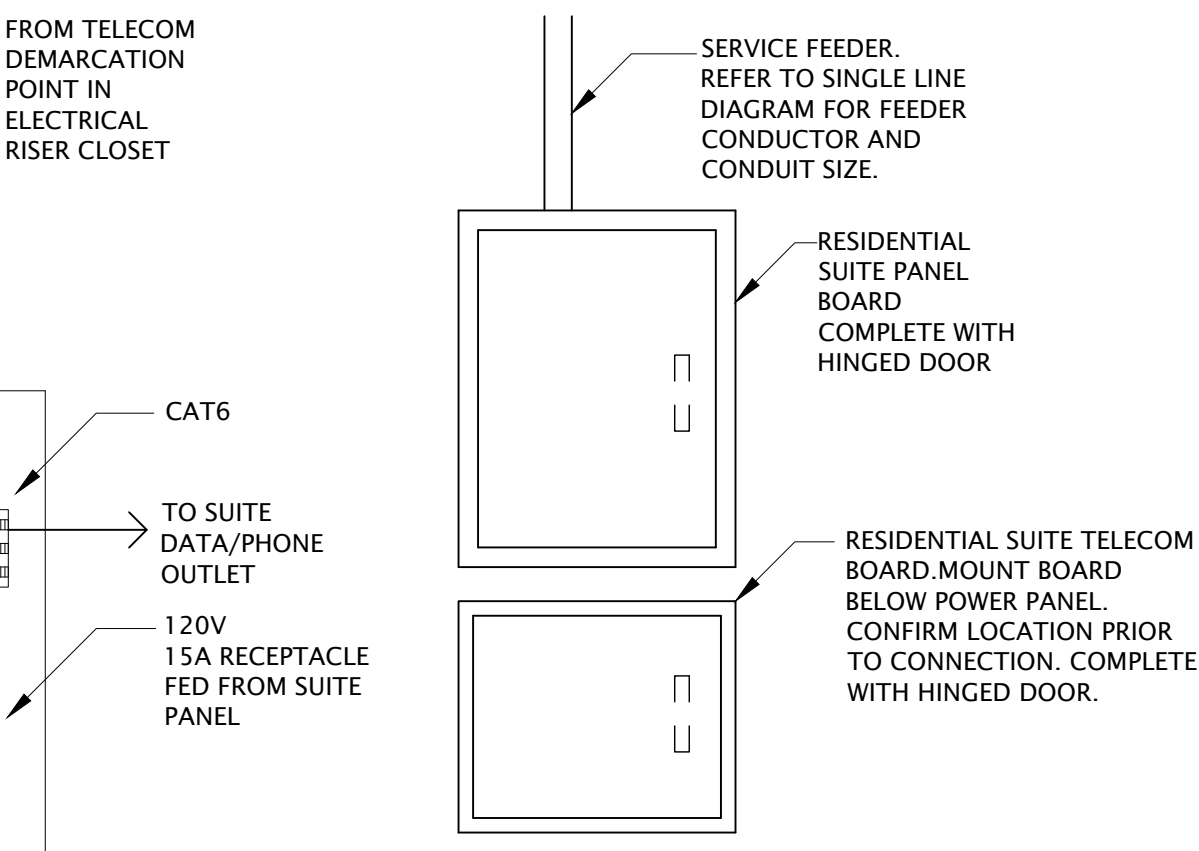 FROM TELECOM
DEMARCATION
POINT IN
ELECTRICAL
RISER CLOSET
SERVICE FEEDER.
REFER TO SINGLE LINE
DIAGRAM FOR FEEDER
CONDUCTOR AND
CONDUIT SIZE.
RESIDENTIAL
SUITE PANEL
BOARD
COMPLETE WITH
HINGED DOOR
CAT6
TO SUITE
DATA/PHONE
OUTLET
120V
15A RECEPTACLE
FED FROM SUITE
PANEL
RESIDENTIAL SUITE TELECOM
BOARD.MOUNT BOARD
BELOW POWER PANEL.
CONFIRM LOCATION PRIOR
TO CONNECTION. COMPLETE
WITH HINGED DOOR.